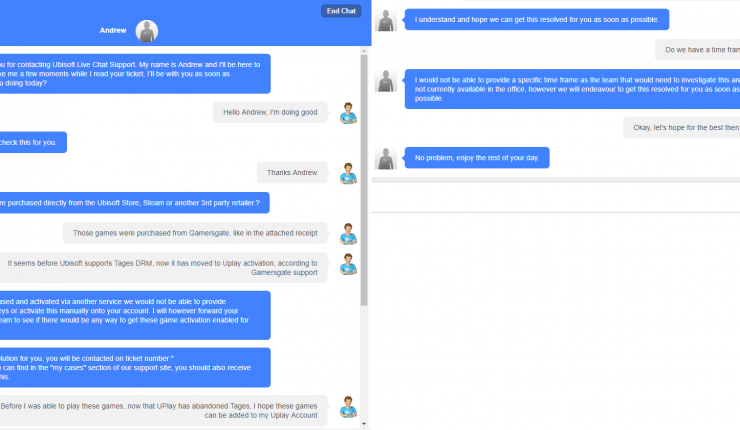 End Chat
Andrew
u for contacting Ubisoft Live Chat Support. My name is Andrew and I'll be here to
ve me a few moments while I read your ticket, I'll be with you as soon as
u doing today?
Hello Andrew, I'm doing good
check this for you.
Thanks Andrew
re purchased directly from the Ubisoft Store, Steam or another 3rd party retailer.?
Those games were purchased from Gamersgate, like in the attached receipt
It seems before Ubisoft supports Tages DRM, now it has moved to Uplay activation, according to
Gamersgate support
ased and activated via another service we would not be able to provide
eys or activate this manually onto your account. I will however forward your
eam to see if there would be any way to get these game activation enabled for
olution for you, you will be contacted on ticket number "
u can find in the "my cases" section of our support site, you should also receive
his.
Before I was able to play these games..now that UPlay has abandoned Tages, I hope these games
can be added to my Uplay Account
I understand and hope we can get this resolved for you as soon as possible.
Do we have a time fram
I would not be able to provide a specific time frame as the team that would need to investigate this are
not currently available in the office, however we will endeavour to get this resolved for you as soon as
possible.
Okay, let's hope for the best then
No problem, enjoy the rest of your day.